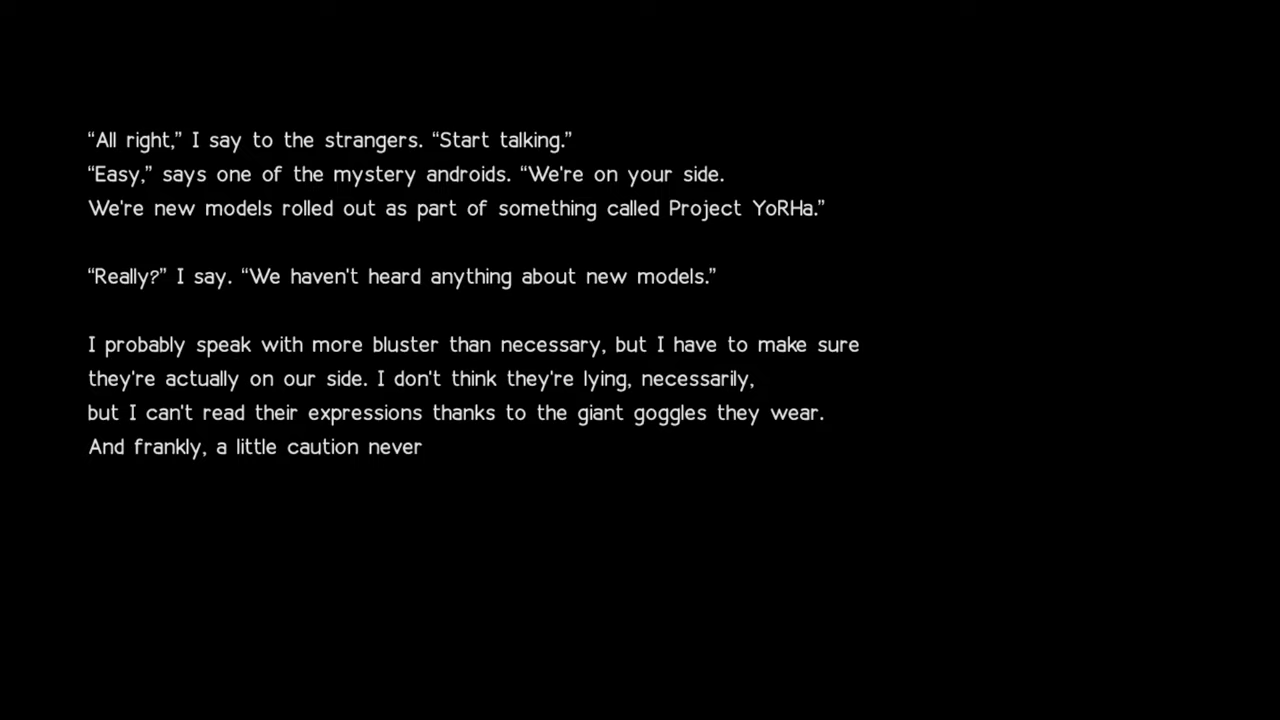 “All right,” I say to the strangers. “Start talking.”
“Easy,” says one of the mystery androids. “We're on your side.
We're new models rolled out as part of something called Project YoRHa.”
“Really?” I say. “We haven't heard anything about new models.”
I probably speak with more bluster than necessary, but I have to make sure
they're actually on our side. I don't think they're lying, necessarily,
but I can't read their expressions thanks to the giant goggles they wear.
And frankly, a little caution never